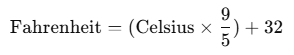 Fahrenheit = (Celsius × 9/5) + 32